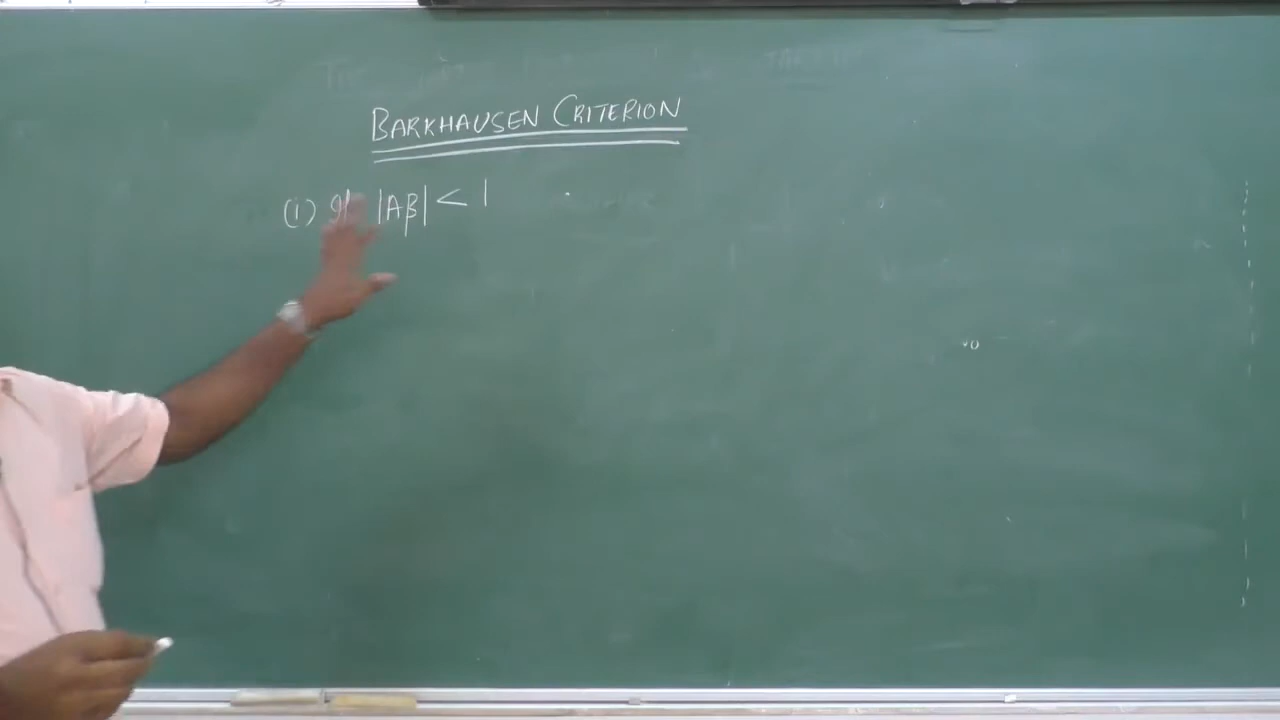 BARKHAUSEN CRITERION
(1) If |Aβ| < 1